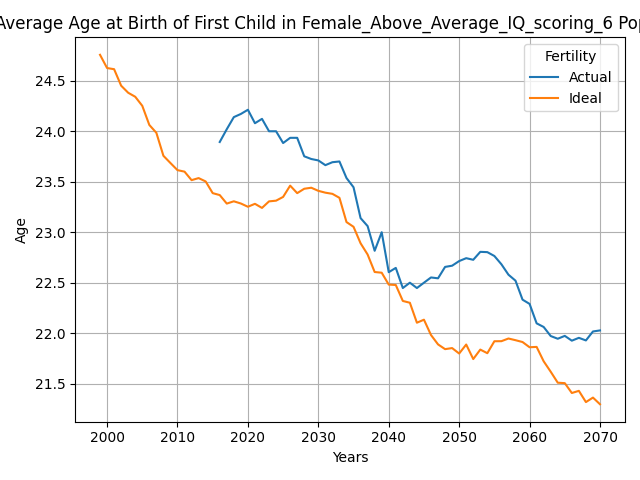 Average Age at Birth of First Child in Female_Above_Average_IQ_scoring_6
Fertility
Actual
Ideal
24.5
24.0
23.5
23.0
22.5
22.0
21.5
Age
2000 2010 2020 2030 2040 2050 2060 2070
Years